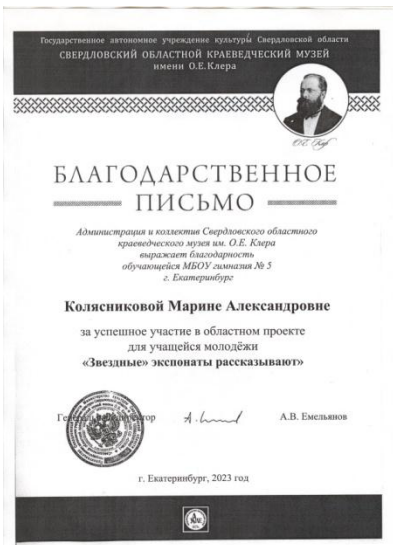 Государственное автономное учреждение культуры Свердловской области
СВЕРДЛОВСКИЙ ОБЛАСТНОЙ КРАЕВЕДЧЕСКИЙ МУЗЕЙ
имени О.Е.Клера
БЛАГОДАРСТВЕННОЕ
ПИСЬМО
Администрация и коллектив Свердловского областного
краеведческого музея им. О.Е. Клера
выражает благодарность
обучающейся МБОУ гимназия № 5
г. Екатеринбург
Колясниковой Марине Александровне
за успешное участие в областном проекте
для учащейся молодёжи
«Звездные» экспонаты рассказывают»
Генеральный директор А.В. Емельянов
г. Екатеринбург, 2023 год